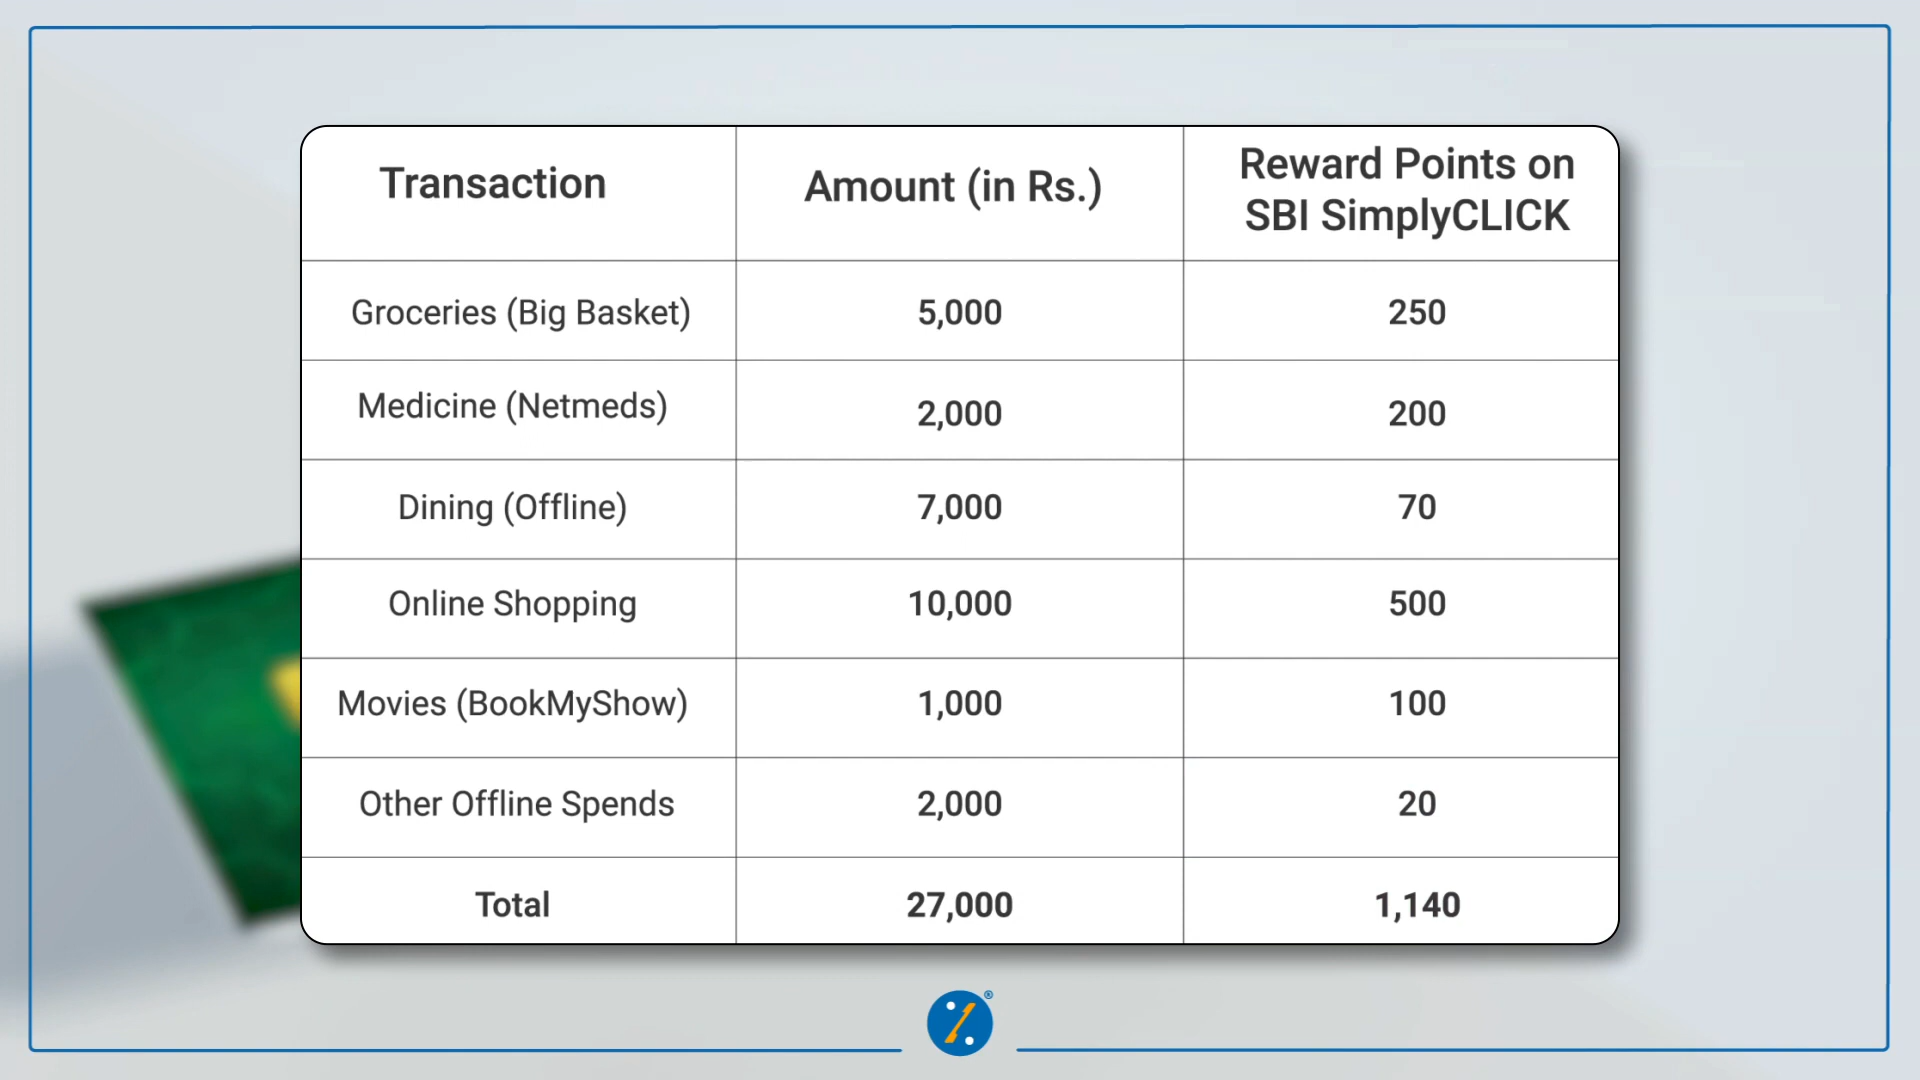 Transaction
Amount (in Rs.)
Reward Points on
SBI SimplyCLICK
Groceries (Big Basket)
5,000
250
Medicine (Netmeds)
2,000
200
Dining (Offline)
7,000
70
Online Shopping
10,000
500
Movies (BookMyShow)
1,000
100
Other Offline Spends
2,000
20
Total
27,000
1,140
®